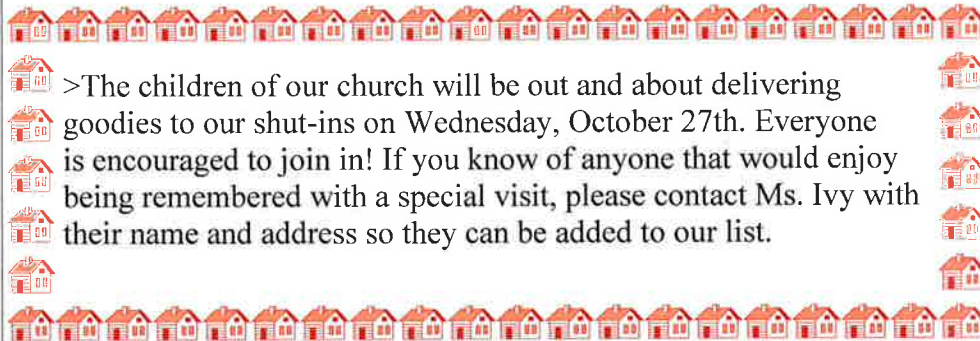 >The children of our church will be out and about delivering
goodies to our shut-ins on Wednesday, October 27th. Everyone
is encouraged to join in! If you know of anyone that would enjoy
being remembered with a special visit, please contact Ms. Ivy with
their name and address so they can be added to our list.